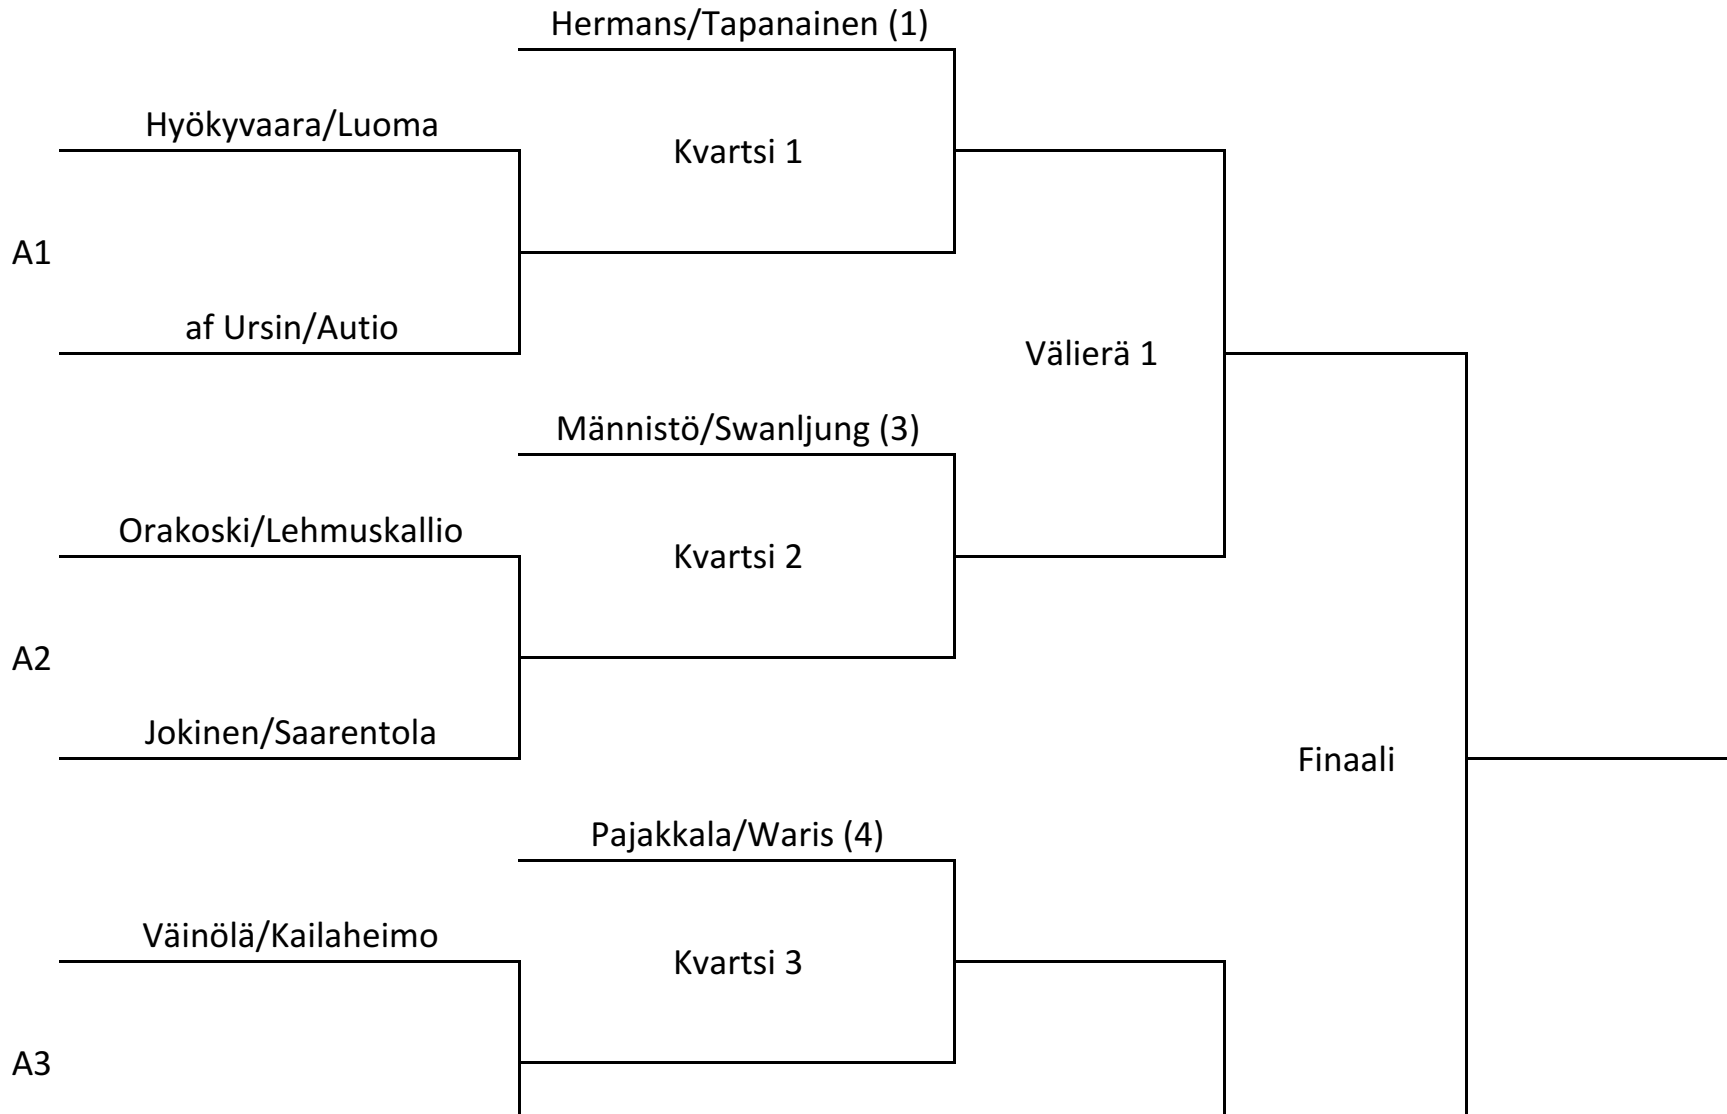 Hermans/Tapanainen (1)
Hyökyvaara/Luoma
Kvartsi 1
A1
af Ursin/Autio
Välierä 1
Männistö/Swanljung (3)
Orakoski/Lehmuskallio
Kvartsi 2
A2
Jokinen/Saarentola
Finaali
Pajakkala/Waris (4)
Väinölä/Kailaheimo
Kvartsi 3
A3